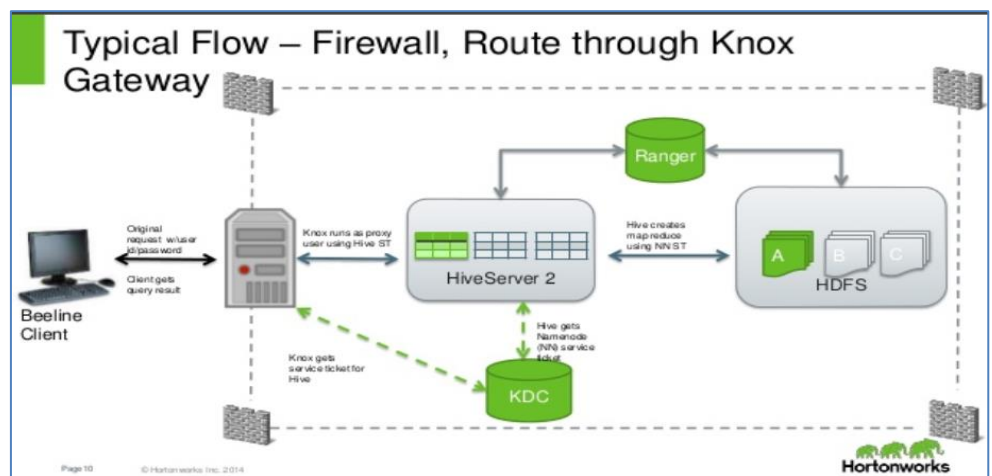 Typical Flow – Firewall, Route through Knox
Gateway
Ranger
Original
request w/user
id/password
Client gets
query result
Beeline
Client
Knox runs as proxy
user using Hive ST
HiveServer 2
Hive creates
map reduce
using NN ST
A
B
C
HDFS
Knox gets
service ticket for
Hive
Hive gets
Namenode
(NN) service
ticket
KDC
Page 10
© Hortonworks Inc. 2014
Hortonworks